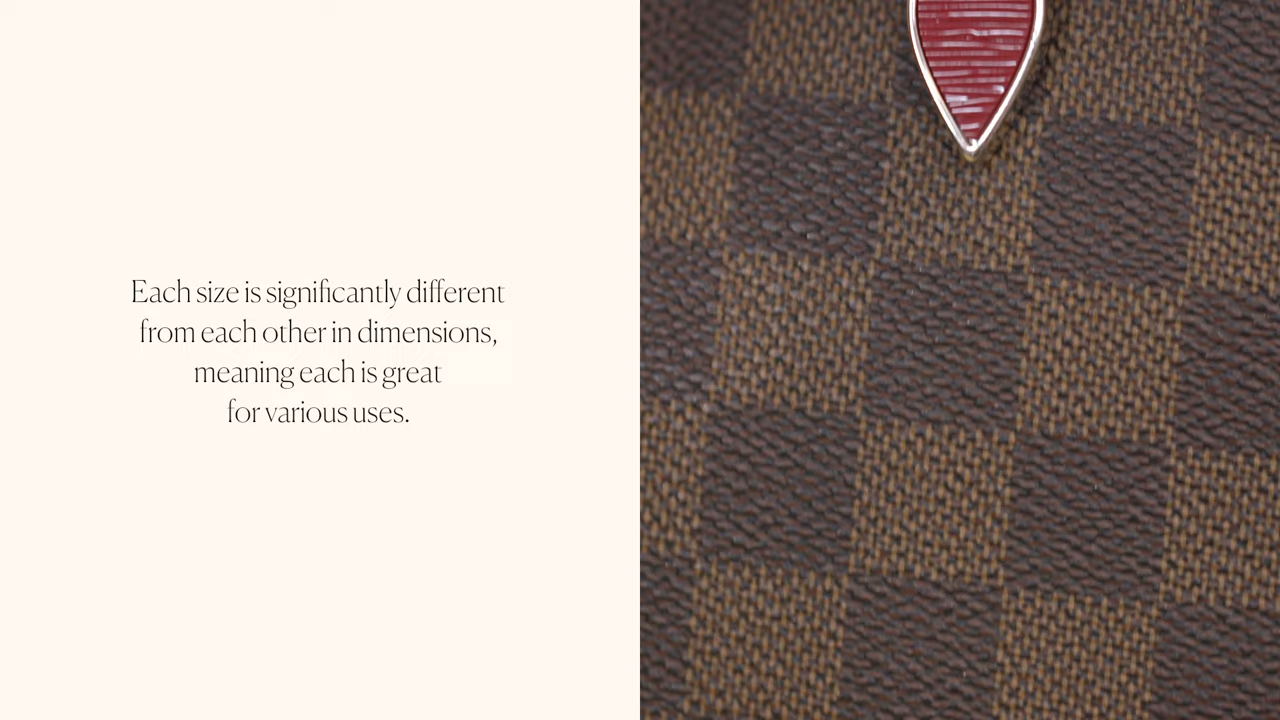 Each size is significantly different
from each other in dimensions,
meaning each is great
for various uses.